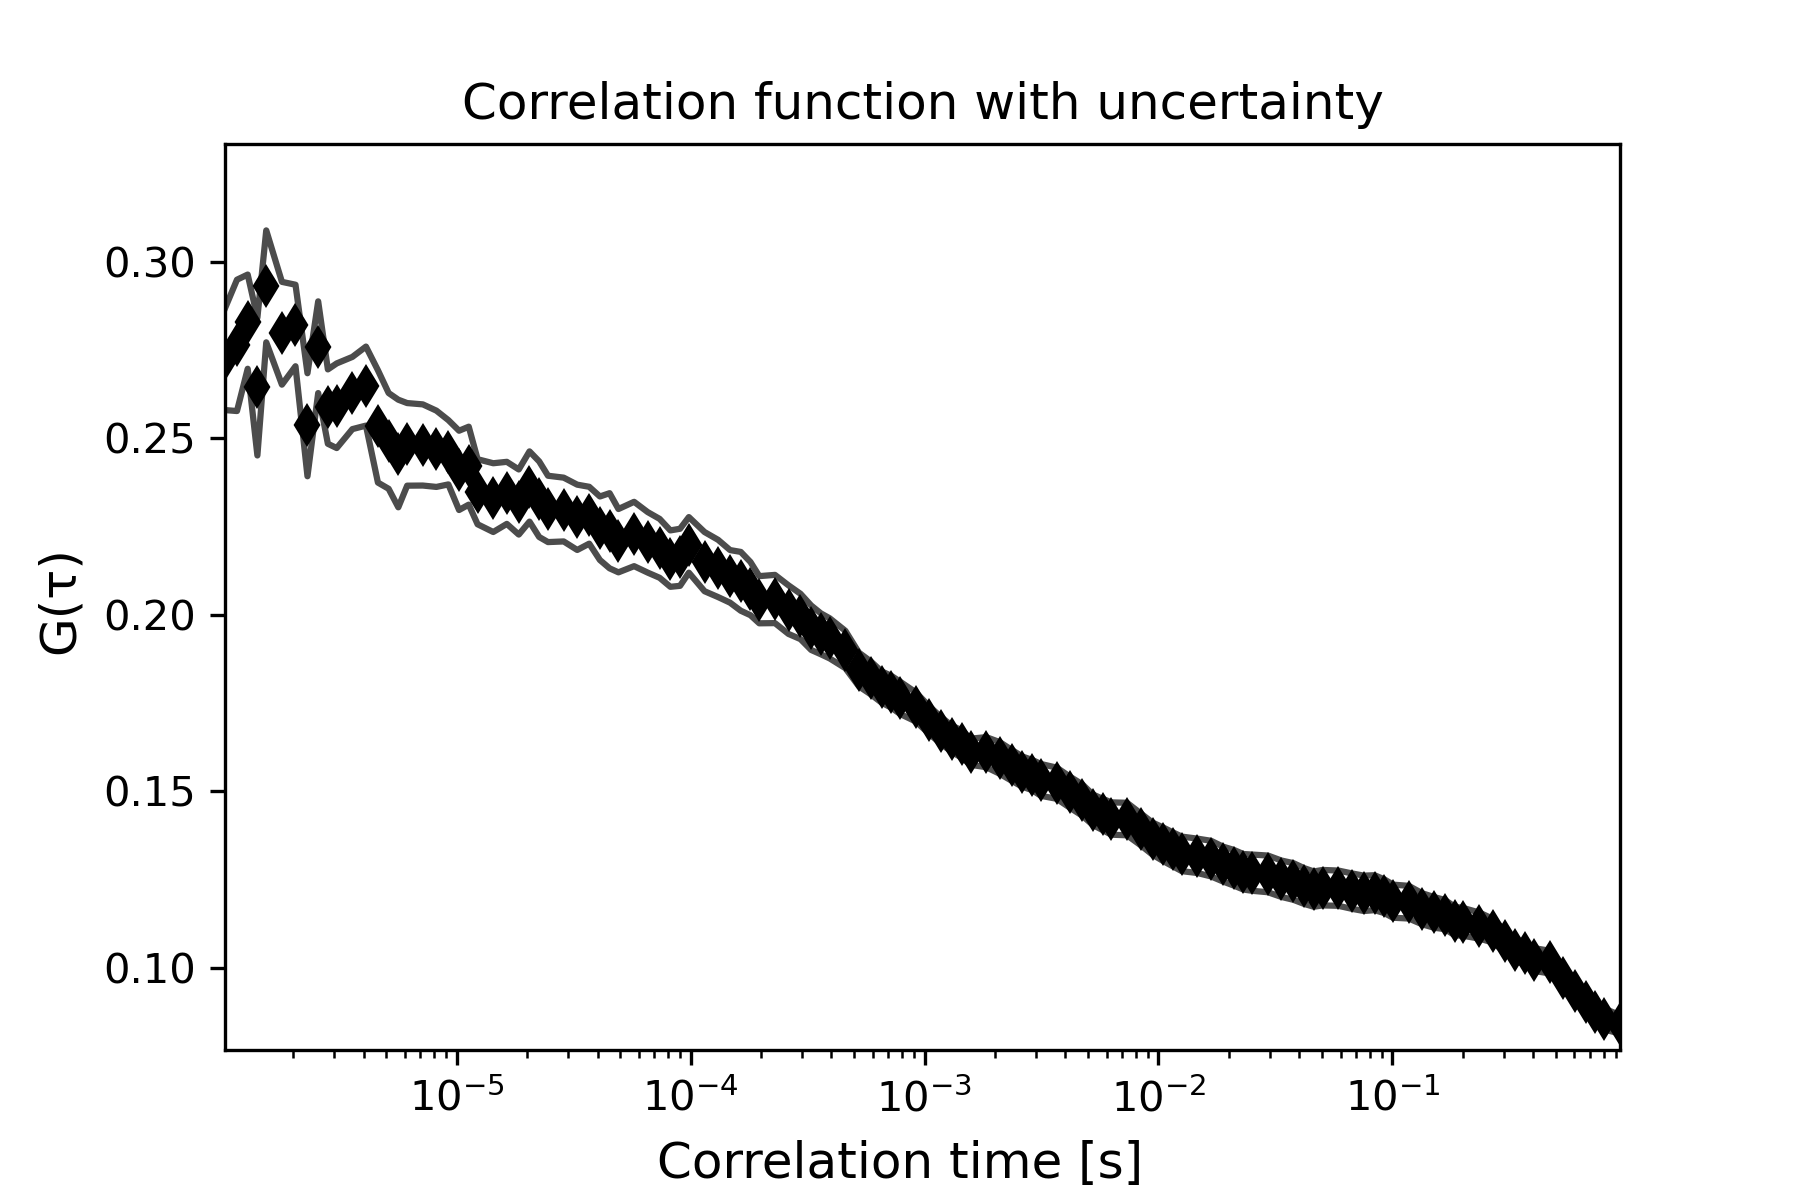 Correlation function with uncertainty
G(τ)
0.30
0.25
0.20
0.15
0.10
10⁻⁵ 10⁻⁴ 10⁻³ 10⁻² 10⁻¹
Correlation time [s]